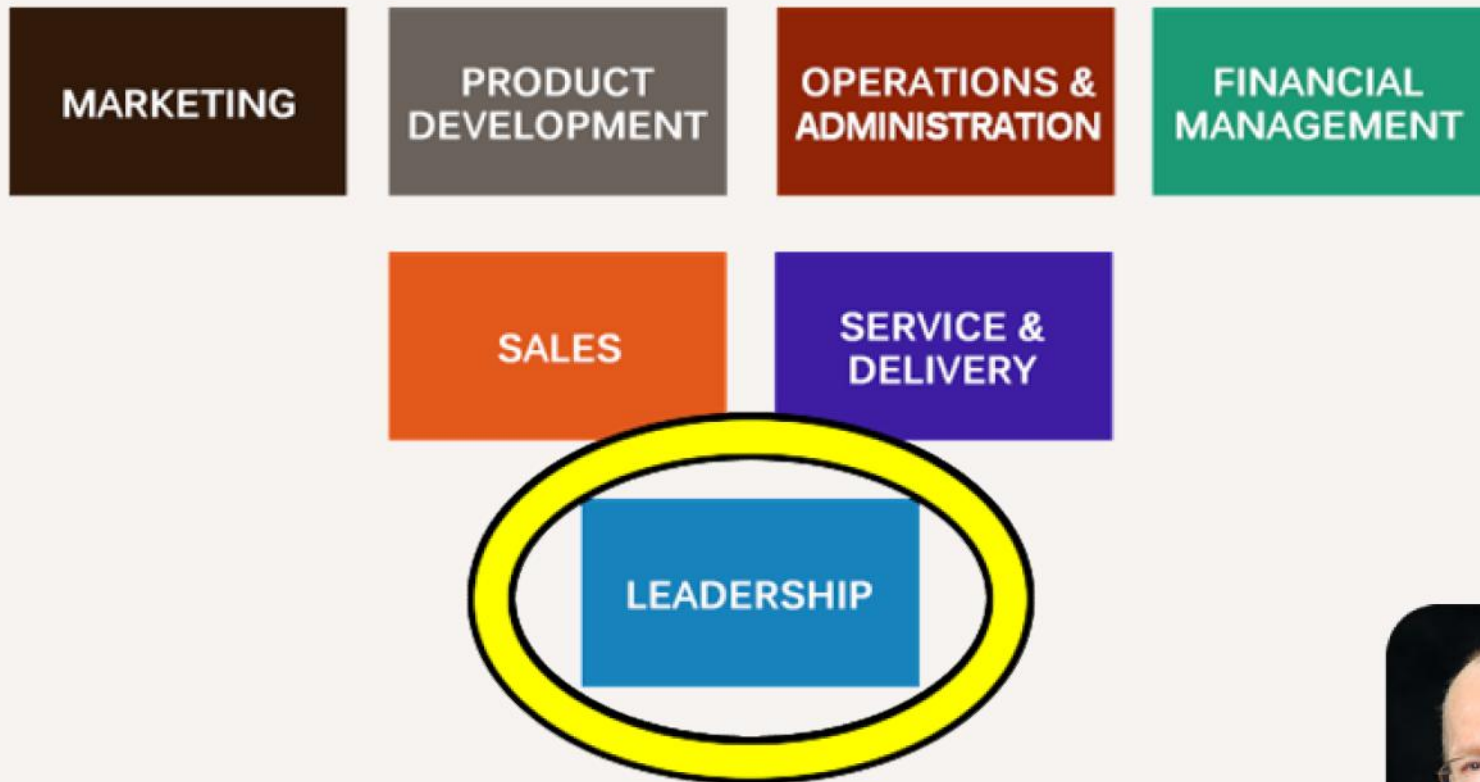 MARKETING
PRODUCT
DEVELOPMENT
OPERATIONS &
ADMINISTRATION
FINANCIAL
MANAGEMENT
SALES
SERVICE &
DELIVERY
LEADERSHIP